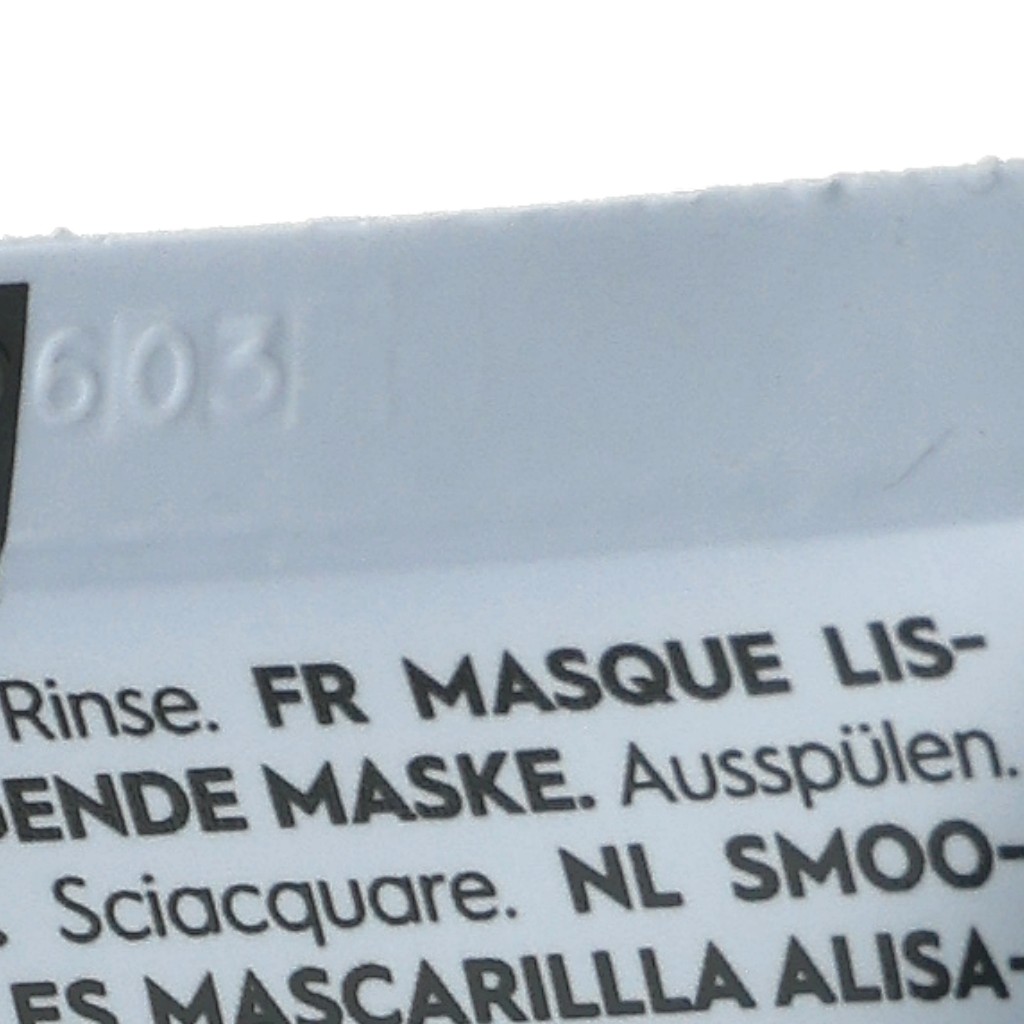 603
Rinse. FR MASQUE LIS-
ENDE MASKE. Ausspülen.
. Sciacquare. NL SMOO-
ES MASCARILLLA ALISA-